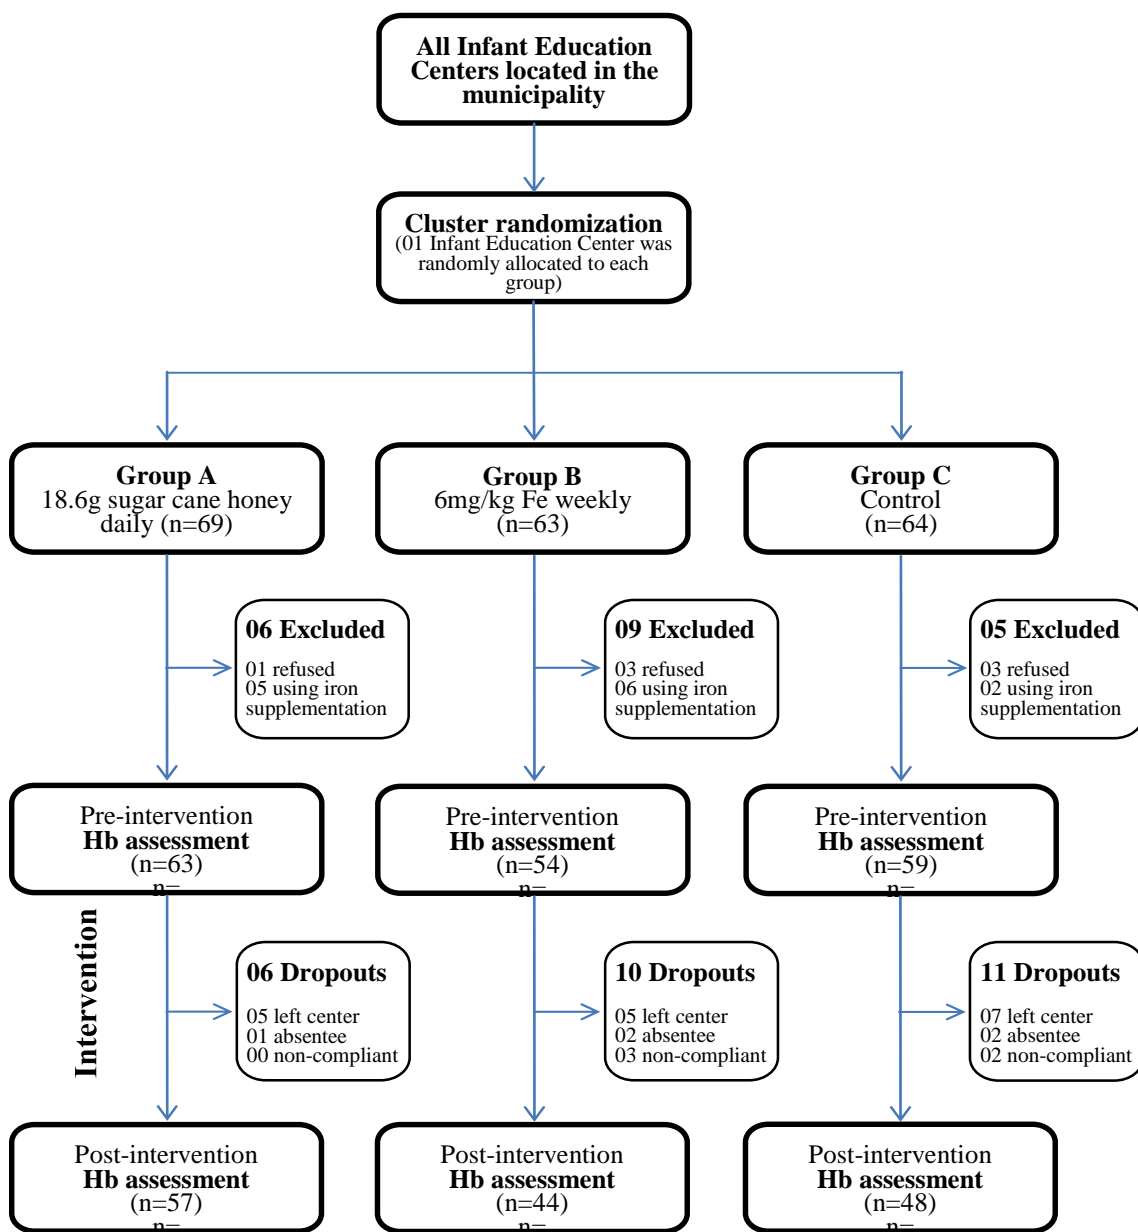 All Infant Education
Centers located in the
municipality
Cluster randomization
(01 Infant Education Center was
randomly allocated to each
group)
Group A
18.6g sugar cane honey
daily (n=69)
Group B
6mg/kg Fe weekly
(n=63)
Group C
Control
(n=64)
06 Excluded
01 refused
05 using iron
supplementation
09 Excluded
03 refused
06 using iron
supplementation
05 Excluded
03 refused
02 using iron
supplementation
Pre-intervention
Hb assessment
(n=63)
n=
Pre-intervention
Hb assessment
(n=54)
n=
Pre-intervention
Hb assessment
(n=59)
n=
Intervention
06 Dropouts
05 left center
01 absentee
00 non-compliant
10 Dropouts
05 left center
02 absentee
03 non-compliant
11 Dropouts
07 left center
02 absentee
02 non-compliant
Post-intervention
Hb assessment
(n=57)
n=
Post-intervention
Hb assessment
(n=44)
n=
Post-intervention
Hb assessment
(n=48)
n=